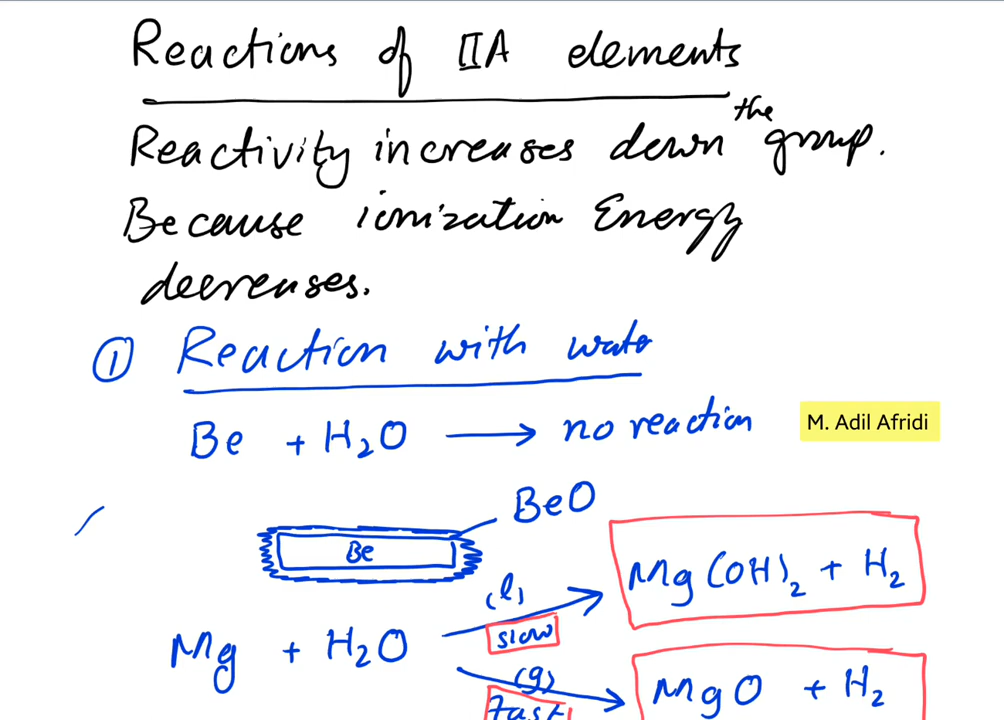 Reactions of IIA elements
Reactivity increases down the group.
Because ionization Energy
decreases.
① Reaction with water
Be + H₂O → no reaction
M. Adil Afridi
BeO
Be
(l)
Mg (OH)₂ + H₂
slow
Mg + H₂O
(g)
MgO + H₂
fast